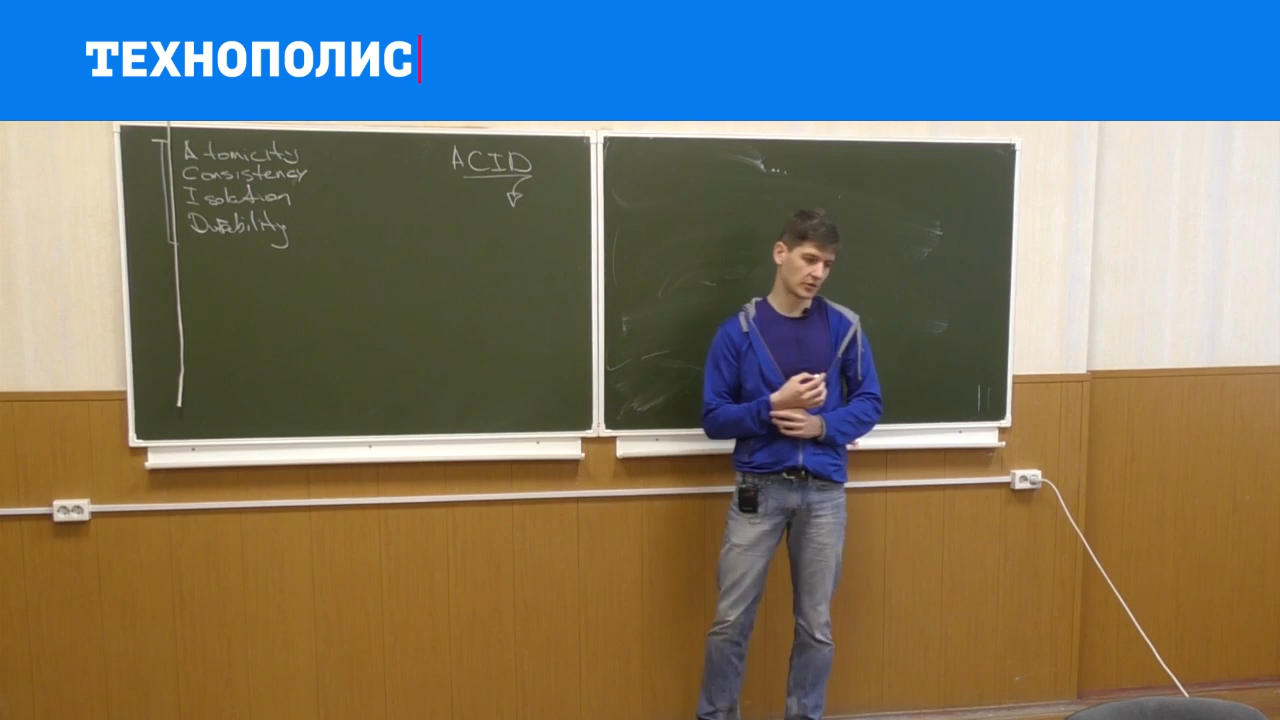 ТЕХНОПОЛИС
Atomicity
Consistency
Isolation
Durability
ACID
...